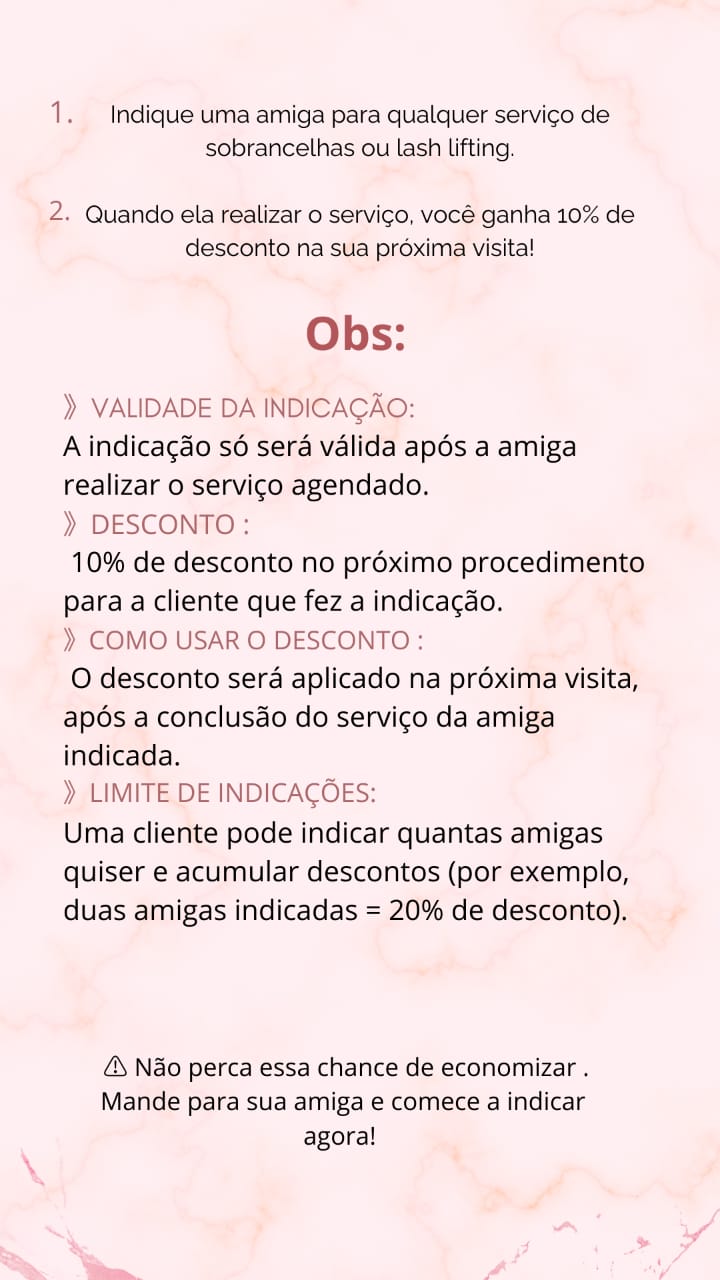 1. Indique uma amiga para qualquer serviço de
sobrancelhas ou lash lifting.
2. Quando ela realizar o serviço, você ganha 10% de
desconto na sua próxima visita!
Obs:
》 VALIDADE DA INDICAÇÃO:
A indicação só será válida após a amiga
realizar o serviço agendado.
》 DESCONTO :
10% de desconto no próximo procedimento
para a cliente que fez a indicação.
》 COMO USAR O DESCONTO :
O desconto será aplicado na próxima visita,
após a conclusão do serviço da amiga
indicada.
》 LIMITE DE INDICAÇÕES:
Uma cliente pode indicar quantas amigas
quiser e acumular descontos (por exemplo,
duas amigas indicadas = 20% de desconto).
⚠ Não perca essa chance de economizar .
Mande para sua amiga e comece a indicar
agora!